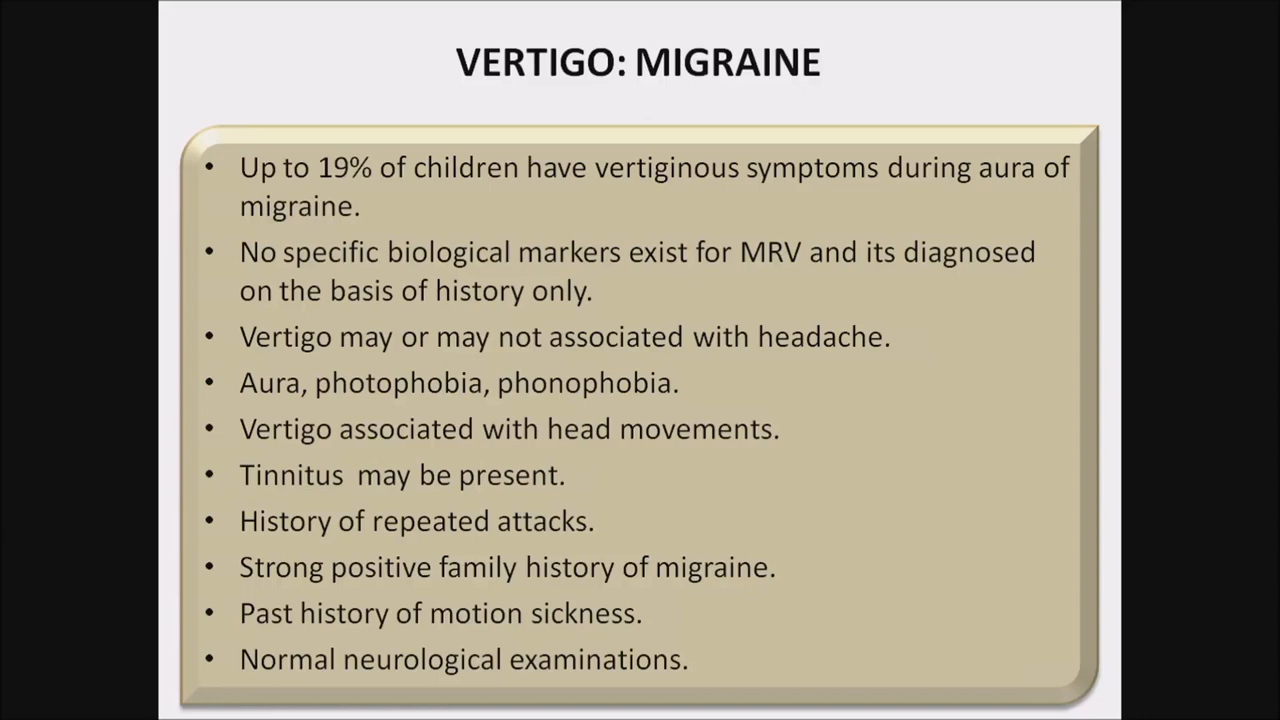 VERTIGO: MIGRAINE
• Up to 19% of children have vertiginous symptoms during aura of
migraine.
• No specific biological markers exist for MRV and its diagnosed
on the basis of history only.
• Vertigo may or may not associated with headache.
• Aura, photophobia, phonophobia.
• Vertigo associated with head movements.
• Tinnitus  may be present.
• History of repeated attacks.
• Strong positive family history of migraine.
• Past history of motion sickness.
• Normal neurological examinations.